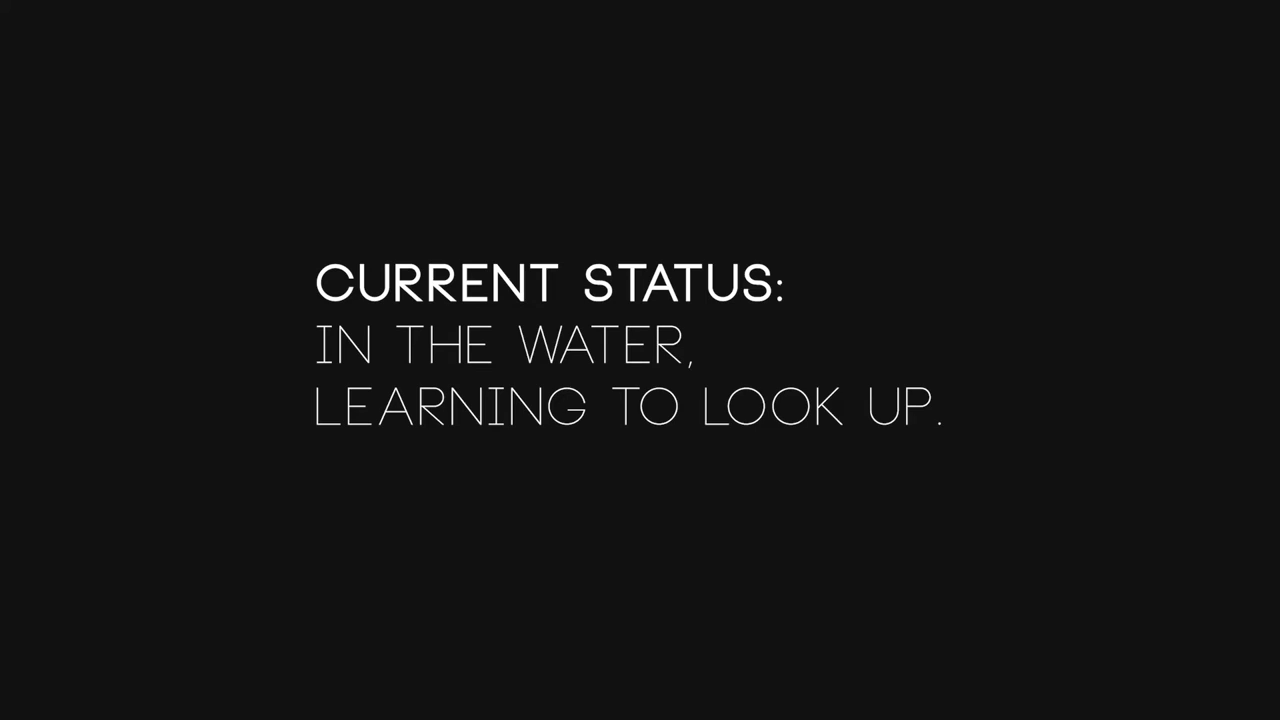 CURRENT STATUS:
IN THE WATER,
LEARNING TO LOOK UP.